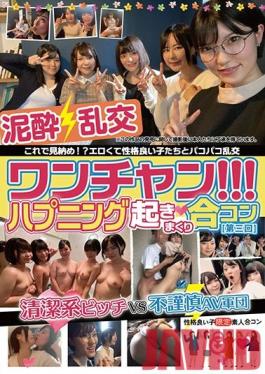 泥酔⚡乱交
これで見納め!?エロくて性格良い子たちとパコパコ乱交
ワンチャン!!!
ハプニング起きまくり合コン
【第三回】
清潔系ビッチVS不謹慎AV軍団
性格良い子限定素人合コン